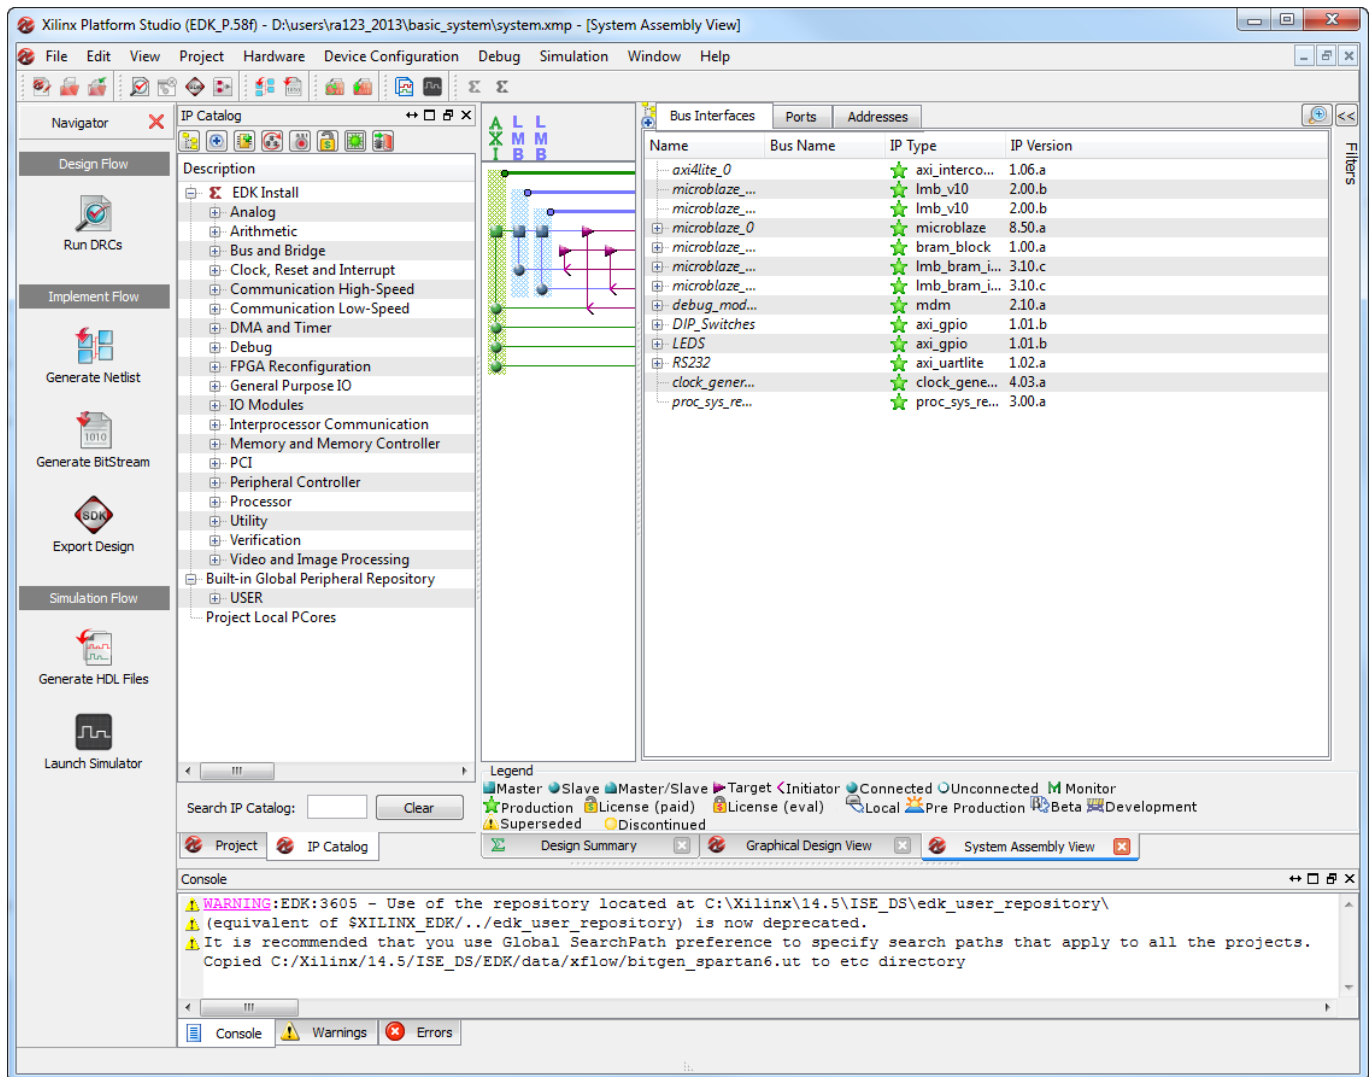 Xilinx Platform Studio (EDK_P.58f) - D:\users\ra123_2013\basic_system\system.xmp - [System Assembly View]
File Edit View Project Hardware Device Configuration Debug Simulation Window Help
Navigator
Design Flow
Run DRCs
Implement Flow
Generate Netlist
1010
Generate BitStream
SDK
Export Design
Simulation Flow
Generate HDL Files
Launch Simulator
IP Catalog
Description
EDK Install
Analog
Arithmetic
Bus and Bridge
Clock, Reset and Interrupt
Communication High-Speed
Communication Low-Speed
DMA and Timer
Debug
FPGA Reconfiguration
General Purpose IO
IO Modules
Interprocessor Communication
Memory and Memory Controller
PCI
Peripheral Controller
Processor
Utility
Verification
Video and Image Processing
Built-in Global Peripheral Repository
USER
Project Local PCores
Search IP Catalog: Clear
Project IP Catalog
A L L
X M M
I B B
Bus Interfaces Ports Addresses
Filters
Name Bus Name IP Type IP Version
axi4lite_0 axi_interco... 1.06.a
microblaze_... lmb_v10 2.00.b
microblaze_... lmb_v10 2.00.b
microblaze_0 microblaze 8.50.a
microblaze_... bram_block 1.00.a
microblaze_... lmb_bram_i... 3.10.c
microblaze_... lmb_bram_i... 3.10.c
debug_mod... mdm 2.10.a
DIP_Switches axi_gpio 1.01.b
LEDS axi_gpio 1.01.b
RS232 axi_uartlite 1.02.a
clock_gener... clock_gene... 4.03.a
proc_sys_re... proc_sys_re... 3.00.a
Legend
Master Slave Master/Slave Target Initiator Connected Unconnected M Monitor
Production License (paid) License (eval) Local Pre Production Beta Development
Superseded Discontinued
Design Summary Graphical Design View System Assembly View
Console
WARNING:EDK:3605 - Use of the repository located at C:\Xilinx\14.5\ISE_DS\edk_user_repository\
(equivalent of $XILINX_EDK/../edk_user_repository) is now deprecated.
It is recommended that you use Global SearchPath preference to specify search paths that apply to all the projects.
Copied C:/Xilinx/14.5/ISE_DS/EDK/data/xflow/bitgen_spartan6.ut to etc directory
Console Warnings Errors